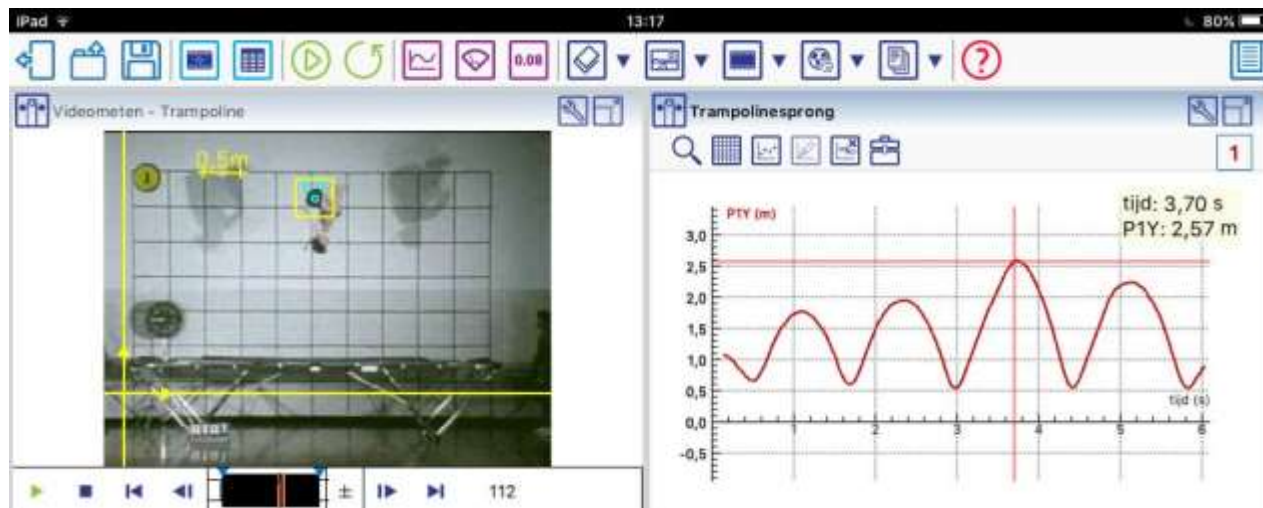 iPad 13:17 80%
0.08 ?
Videometen - Trampoline
Trampolinesprong
1
0,5m
tijd: 3,70 s
P1Y: 2,57 m
P1Y (m)
3,0
2,5
2,0
1,5
1,0
0,5
tijd (s)
0,0
1 2 3 4 5 6
-0,5
± 112